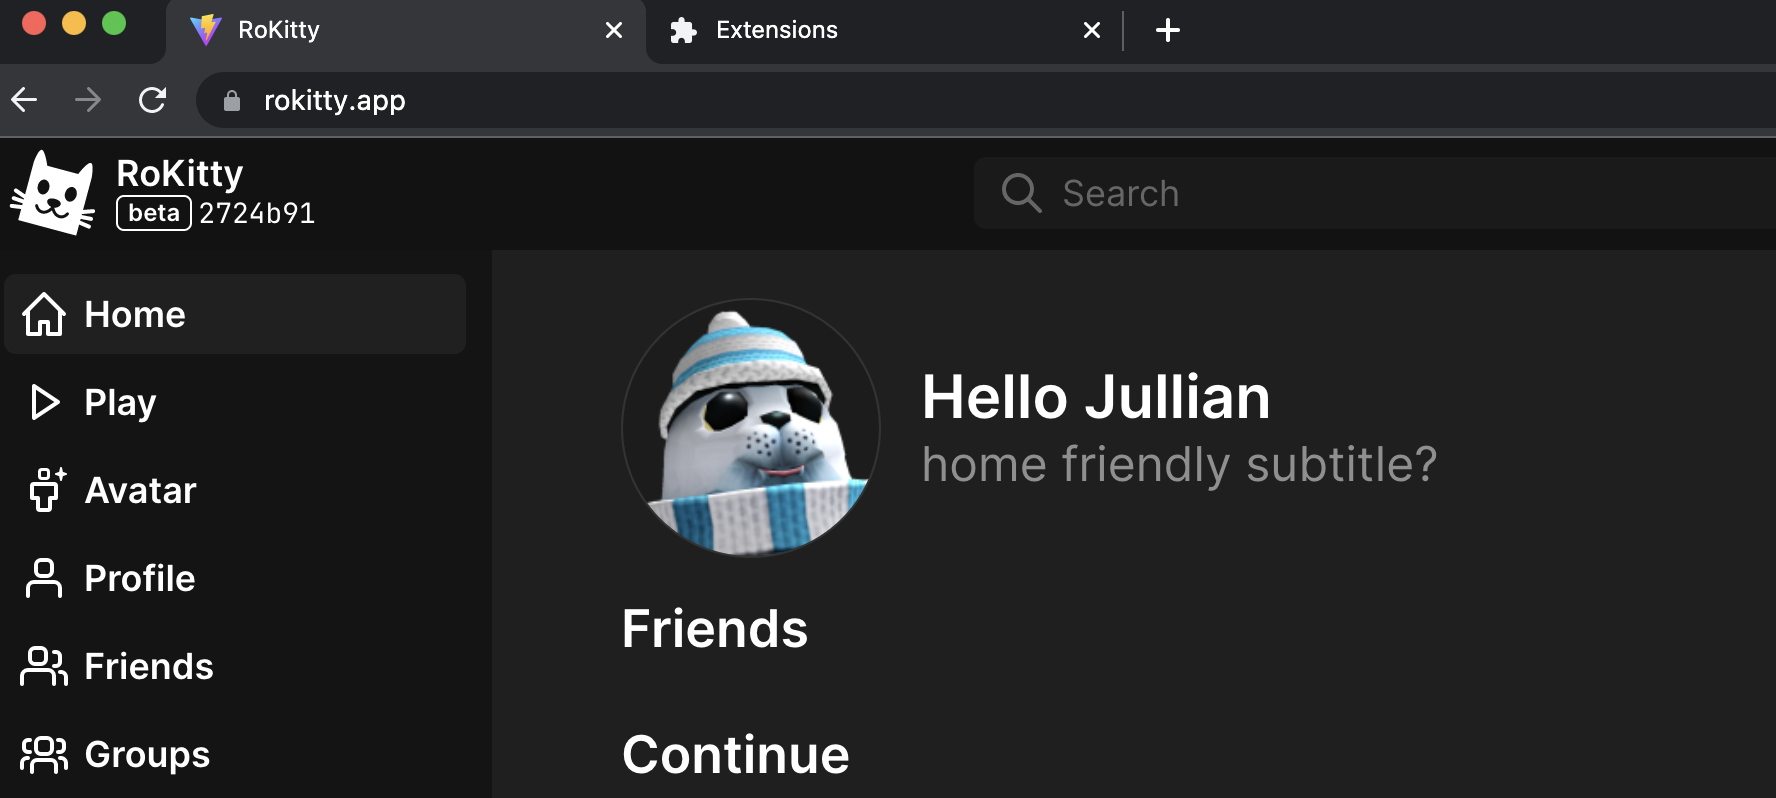 RoKitty
Extensions
rokitty.app
RoKitty
beta 2724b91
Search
Home
Play
Avatar
Profile
Friends
Groups
Hello Jullian
home friendly subtitle?
Friends
Continue